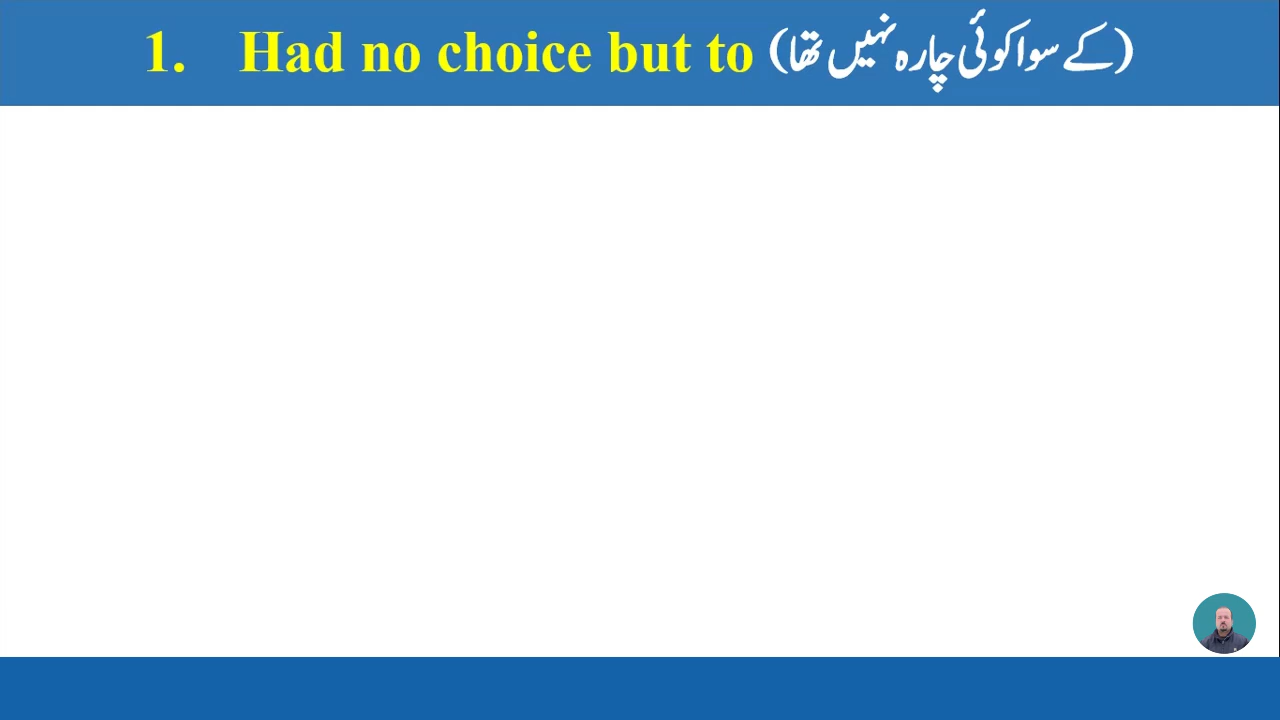 1. Had no choice but to (کے سوا کوئی چارہ نہیں تھا)